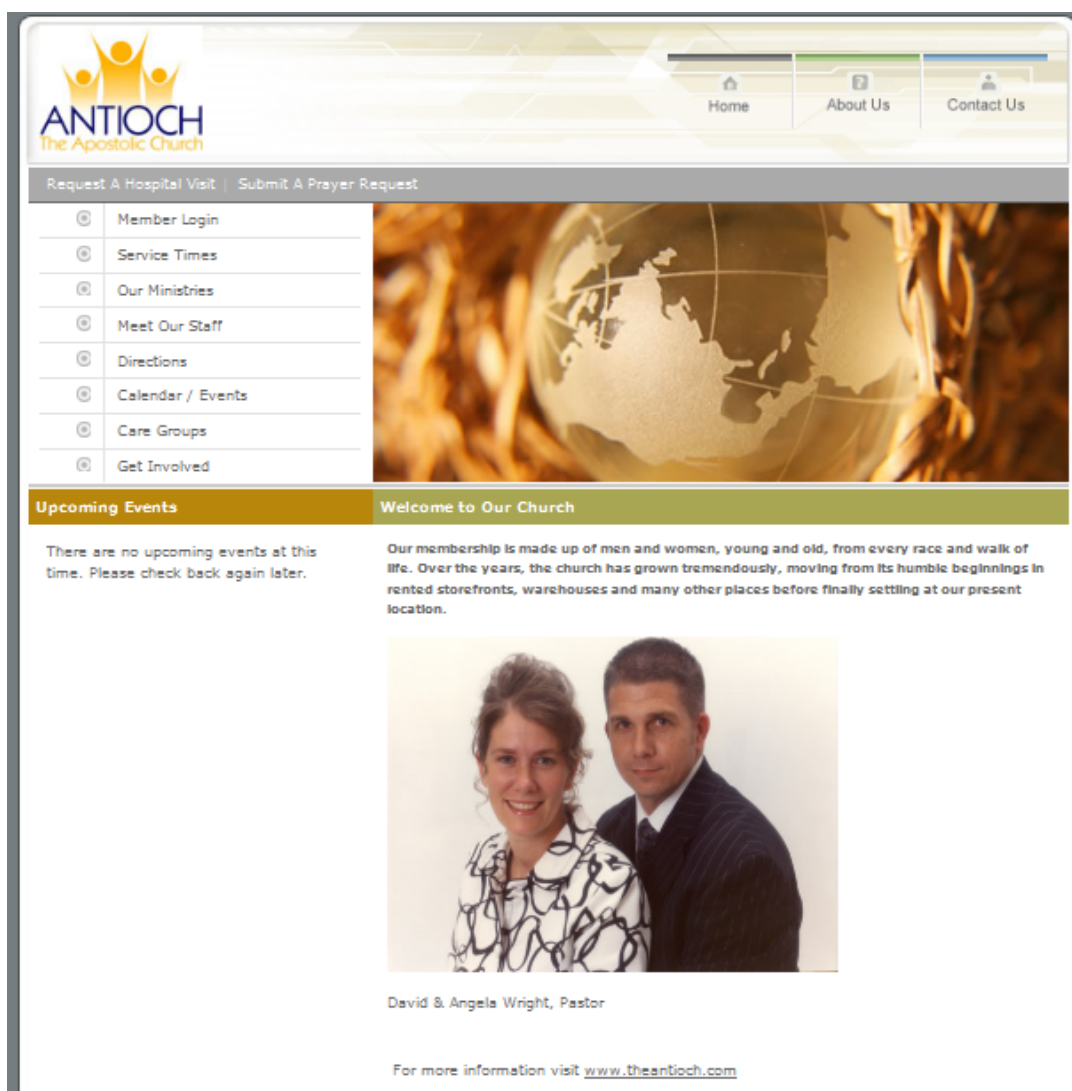 ANTIOCH
The Apostolic Church
Home
About Us
Contact Us
Request A Hospital Visit | Submit A Prayer Request
Member Login
Service Times
Our Ministries
Meet Our Staff
Directions
Calendar / Events
Care Groups
Get Involved
Upcoming Events
There are no upcoming events at this
time. Please check back again later.
Welcome to Our Church
Our membership is made up of men and women, young and old, from every race and walk of
life. Over the years, the church has grown tremendously, moving from its humble beginnings in
rented storefronts, warehouses and many other places before finally settling at our present
location.
David & Angela Wright, Pastor
For more information visit www.theantioch.com